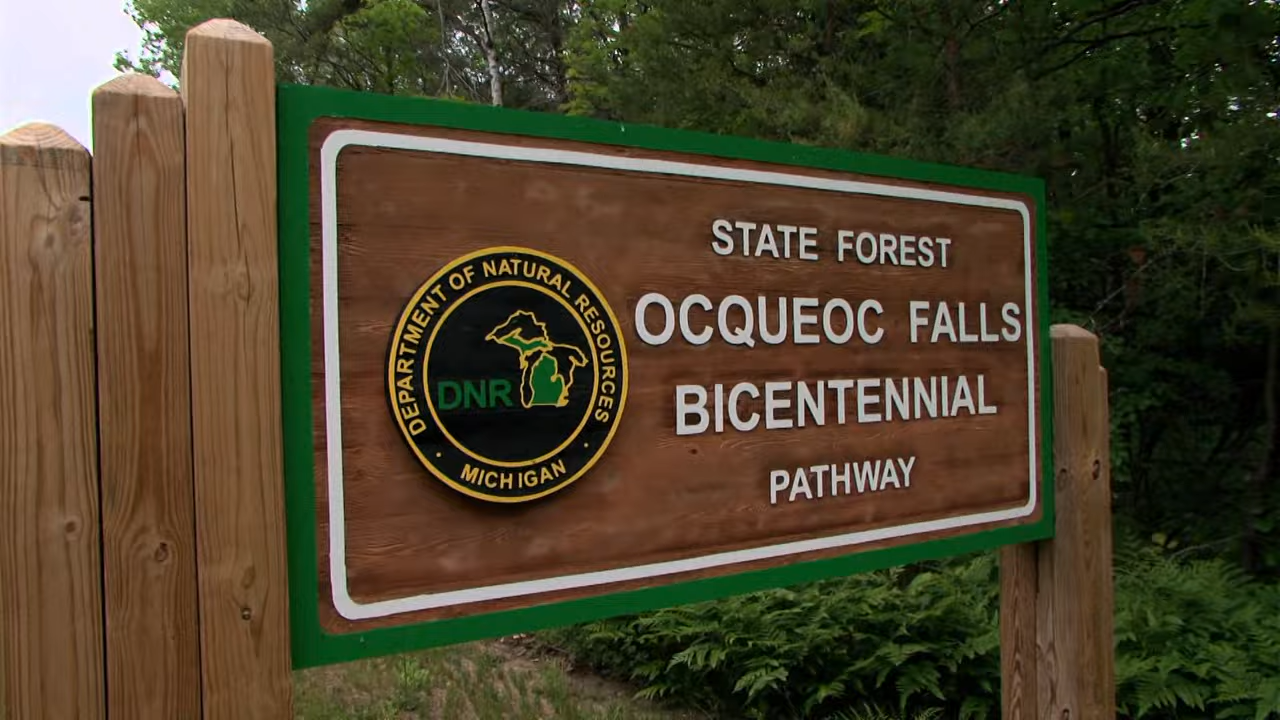 DEPARTMENT OF NATURAL RESOURCES
DNR
· MICHIGAN ·
STATE FOREST
OCQUEOC FALLS
BICENTENNIAL
PATHWAY